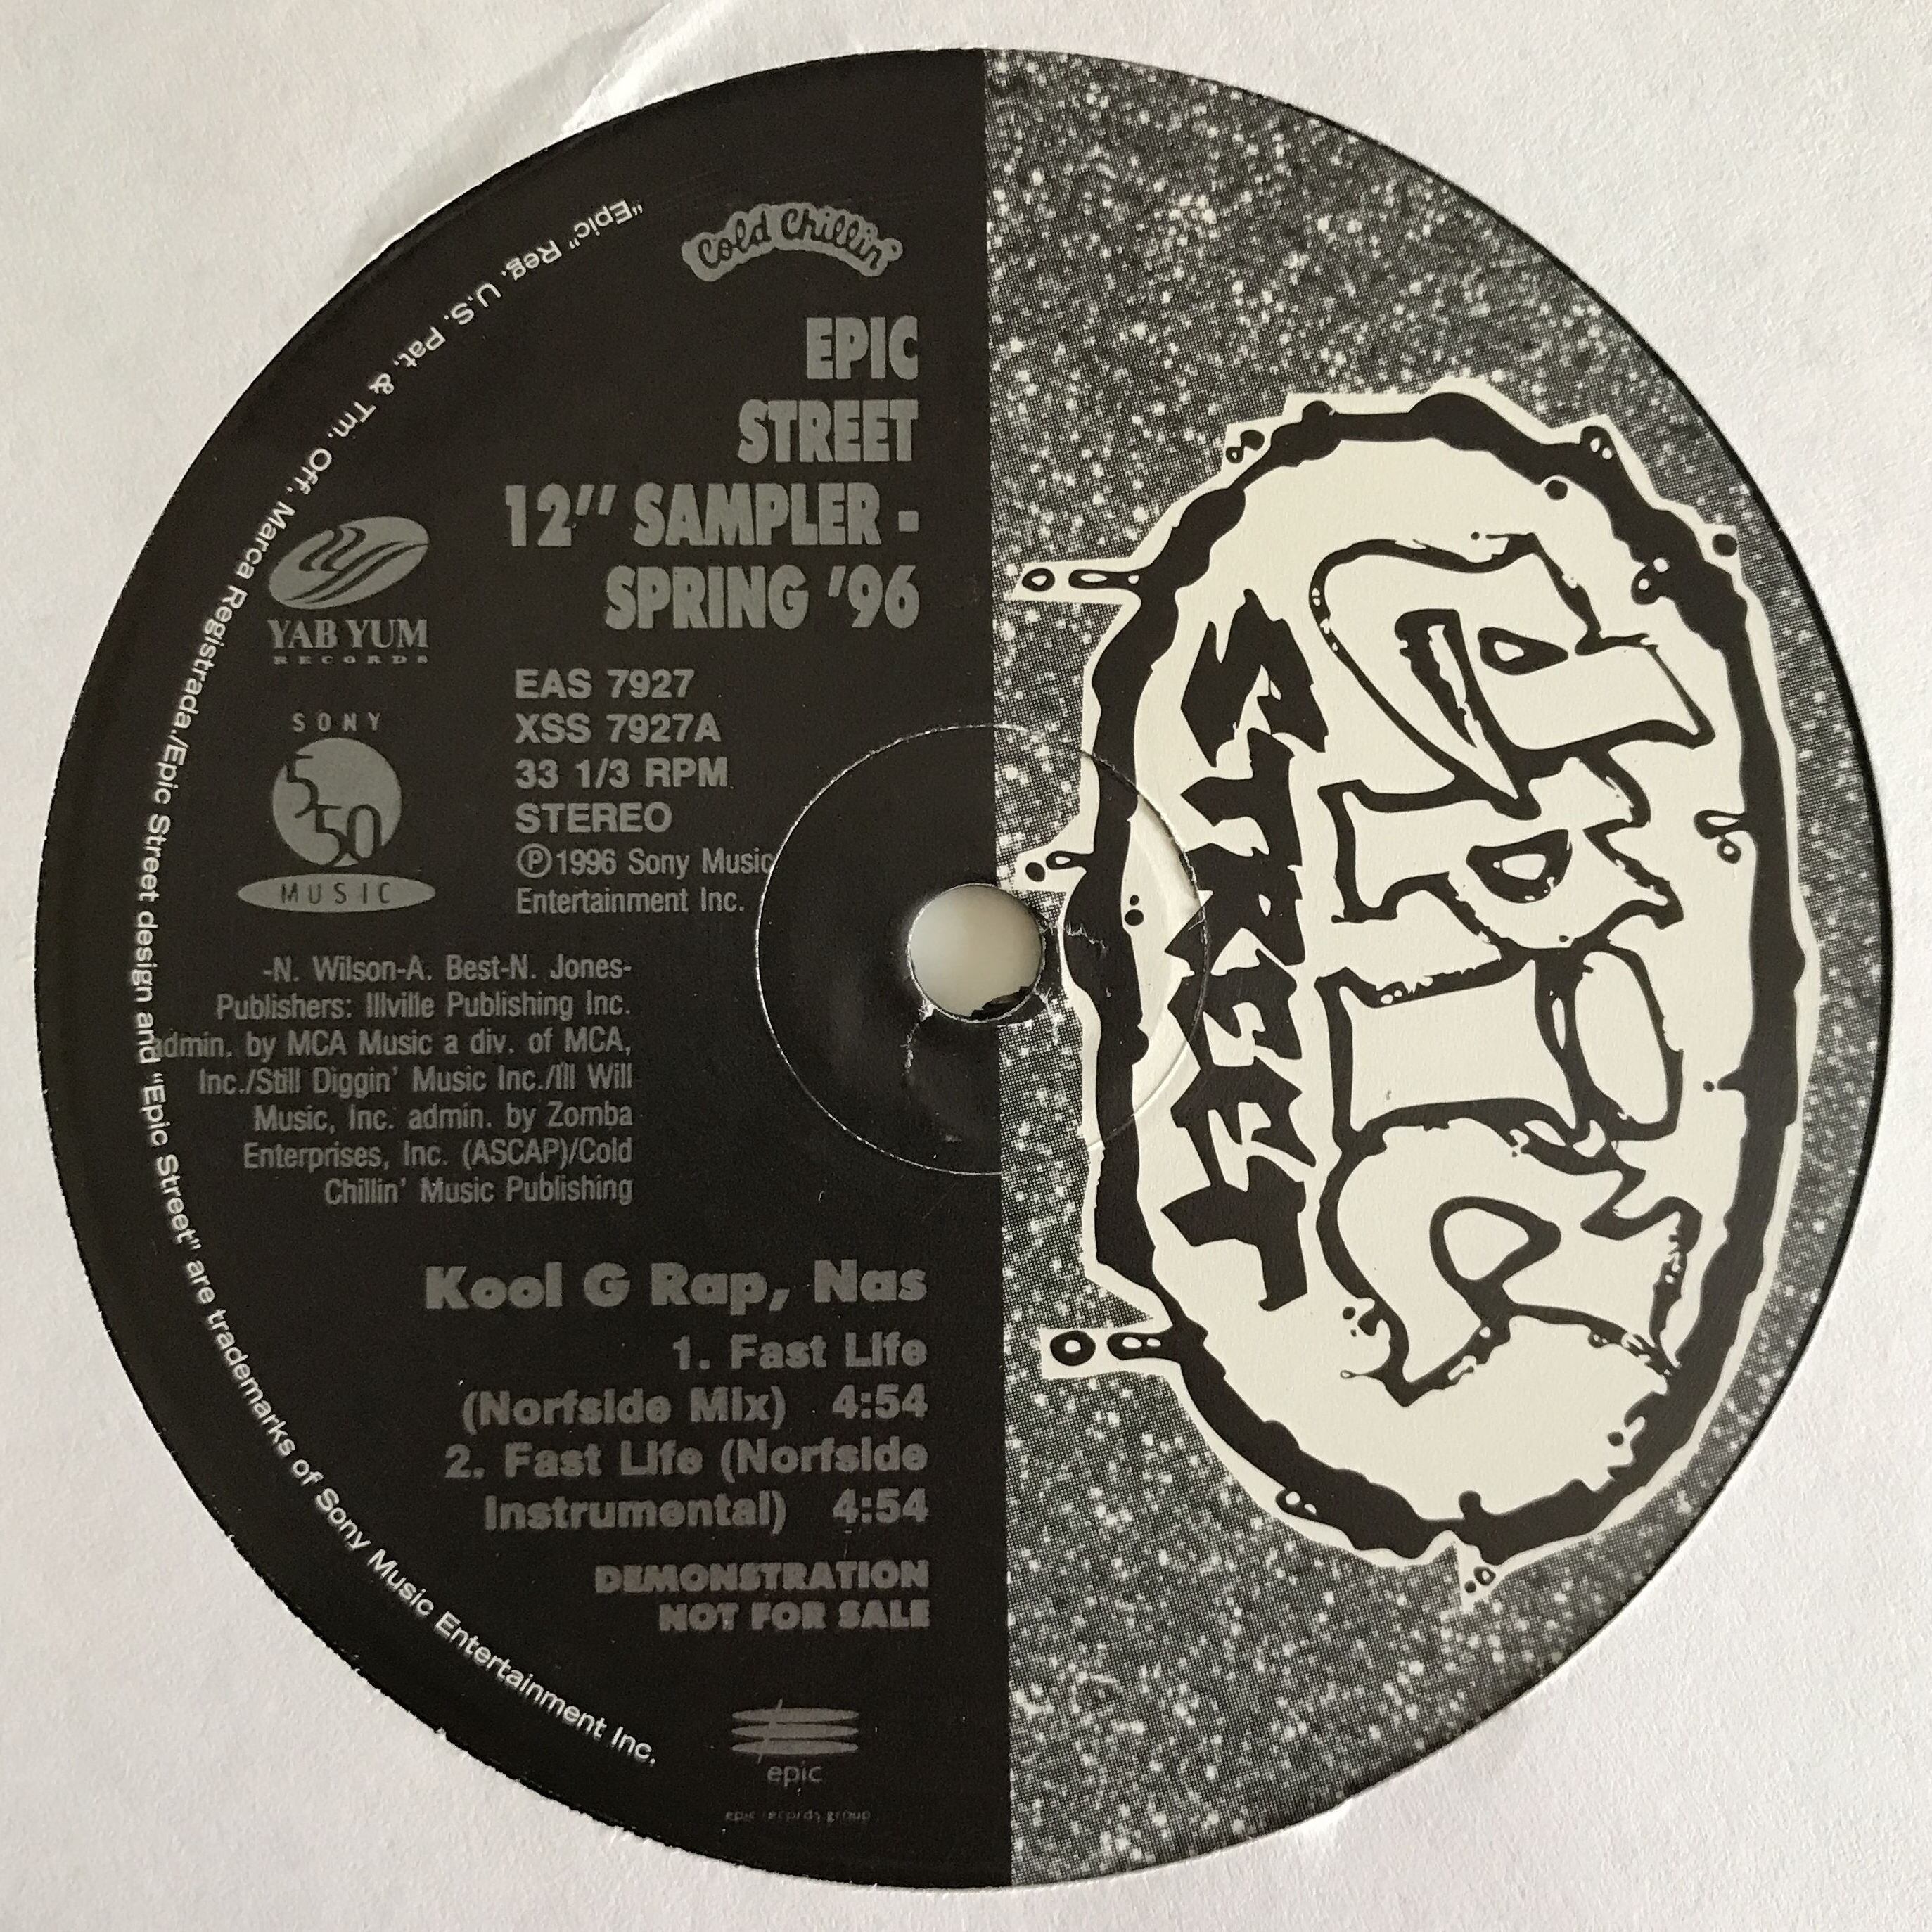 Cold Chillin'
EPIC
STREET
12" SAMPLER -
SPRING '96
YAB YUM
RECORDS
SONY
550
MUSIC
EAS 7927
XSS 7927A
33 1/3 RPM
STEREO
℗1996 Sony Music
Entertainment Inc.
-N. Wilson-A. Best-N. Jones-
Publishers: Illville Publishing Inc.
admin. by MCA Music a div. of MCA,
Inc./Still Diggin' Music Inc./Ill Will
Music, Inc. admin. by Zomba
Enterprises, Inc. (ASCAP)/Cold
Chillin' Music Publishing
Kool G Rap, Nas
1. Fast Life
(Norfside Mix) 4:54
2. Fast Life (Norfside
Instrumental) 4:54
DEMONSTRATION
NOT FOR SALE
epic
epic records group
"Epic" Reg. U.S. Pat. & Tm. Off. Marca Registrada./Epic Street design and "Epic Street" are trademarks of Sony Music Entertainment Inc.
EPIC
STREET